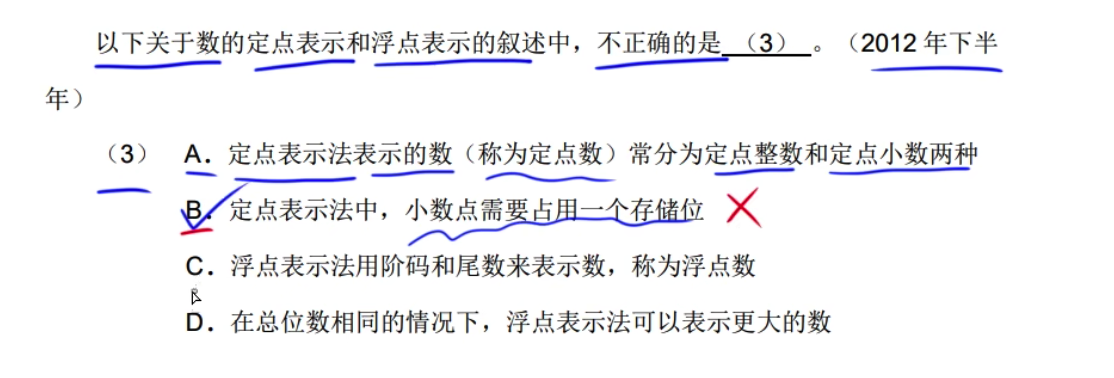 以下关于数的定点表示和浮点表示的叙述中，不正确的是（3）。（2012年下半
年）
（3） A．定点表示法表示的数（称为定点数）常分为定点整数和定点小数两种
B．定点表示法中，小数点需要占用一个存储位
C．浮点表示法用阶码和尾数来表示数，称为浮点数
D．在总位数相同的情况下，浮点表示法可以表示更大的数